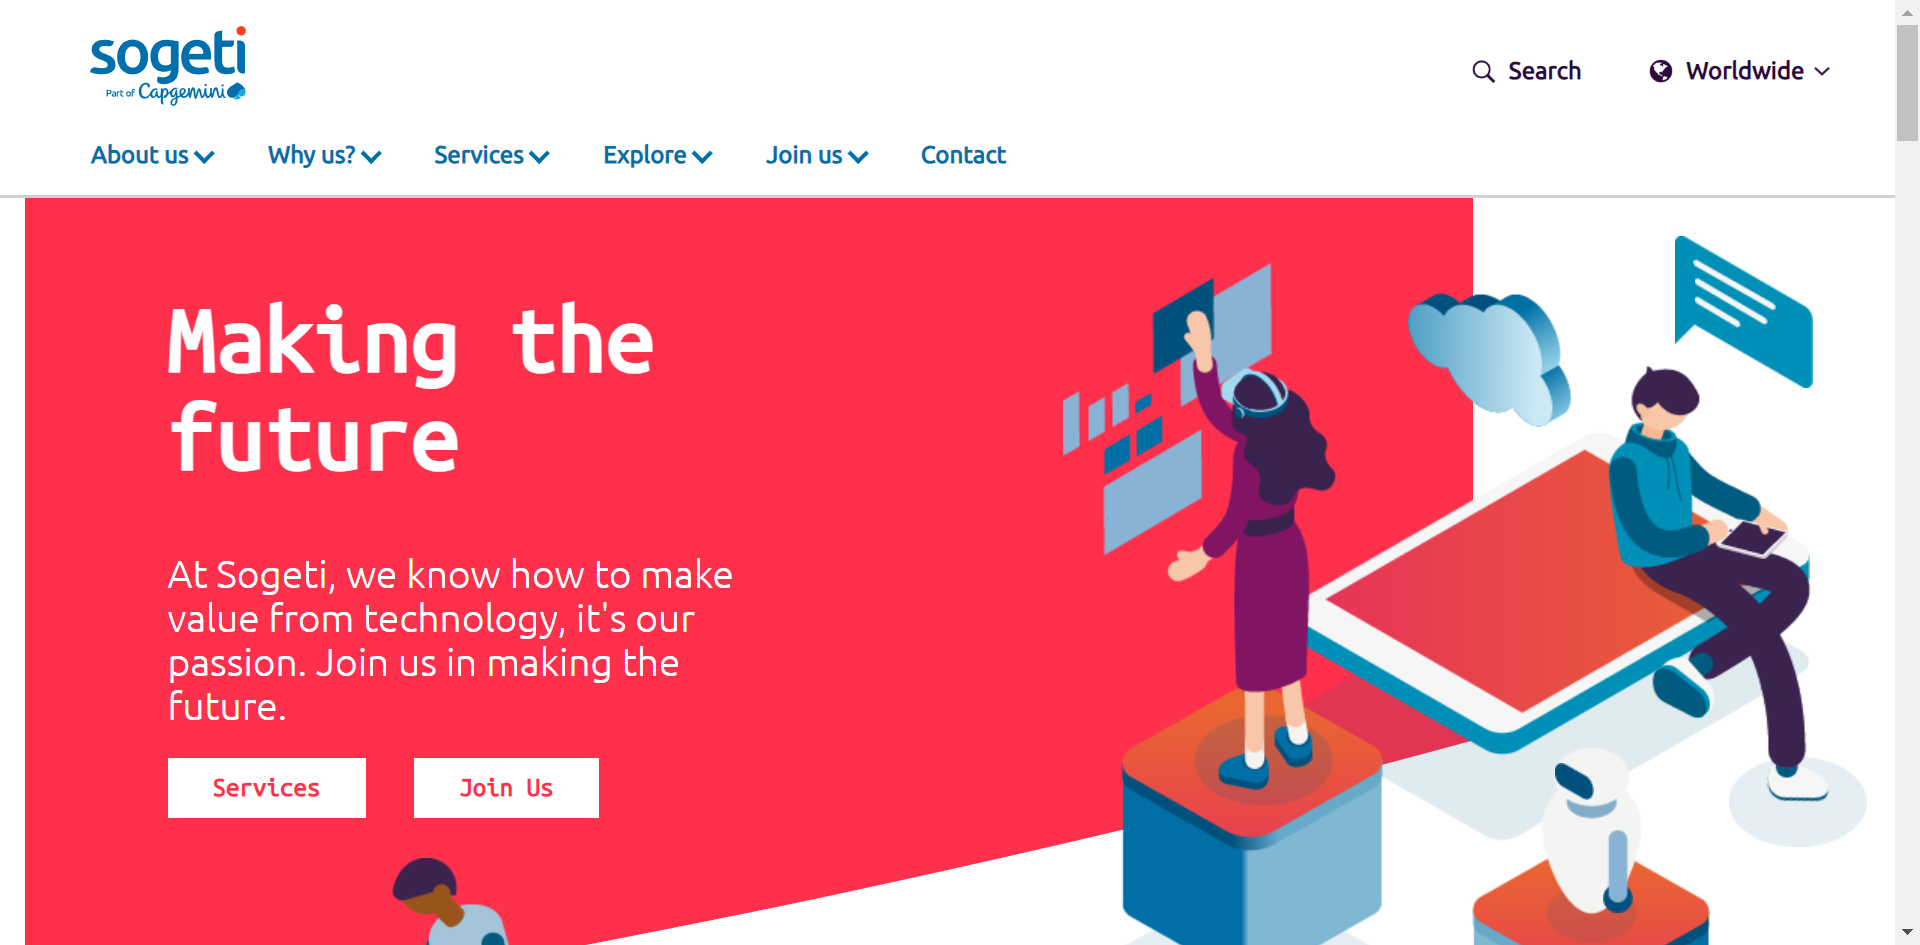 sogeti
Part of Capgemini
Search
Worldwide
About us
Why us?
Services
Explore
Join us
Contact
Making the
future
At Sogeti, we know how to make
value from technology, it's our
passion. Join us in making the
future.
Services
Join Us